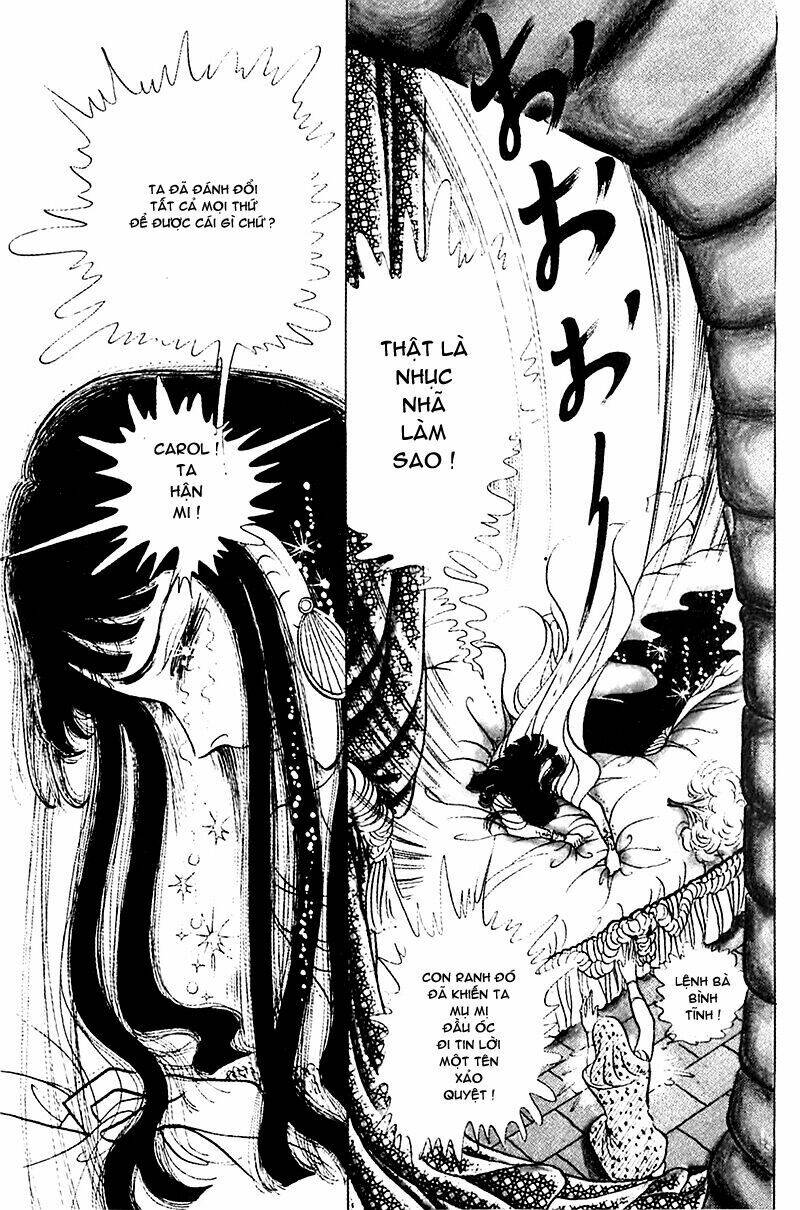 おおおおー
THẬT LÀ
NHỤC
NHÃ
LÀM
SAO !
LỆNH BÀ
BÌNH
TĨNH !
CON RANH ĐÓ
ĐÃ KHIẾN TA
MỤ MỊ
ĐẦU ÓC
ĐI TIN LỜI
MỘT TÊN
XẢO
QUYỆT !
TA ĐÃ ĐÁNH ĐỔI
TẤT CẢ MỌI THỨ
ĐỂ ĐƯỢC CÁI GÌ CHỨ ?
CAROL !
TA
HẬN
MI !